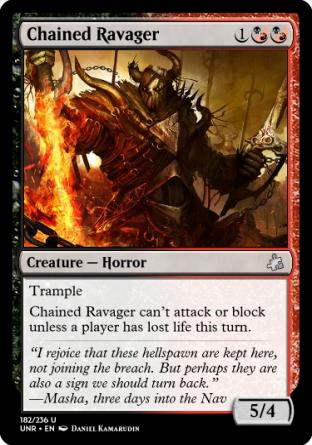 Chained Ravager 1
Creature — Horror
Trample
Chained Ravager can't attack or block
unless a player has lost life this turn.
“I rejoice that these hellspawn are kept here,
not joining the breach. But perhaps they are
also a sign we should turn back.”
—Masha, three days into the Nav
5/4
182/236 U
UNR • EN Daniel Kamarudin